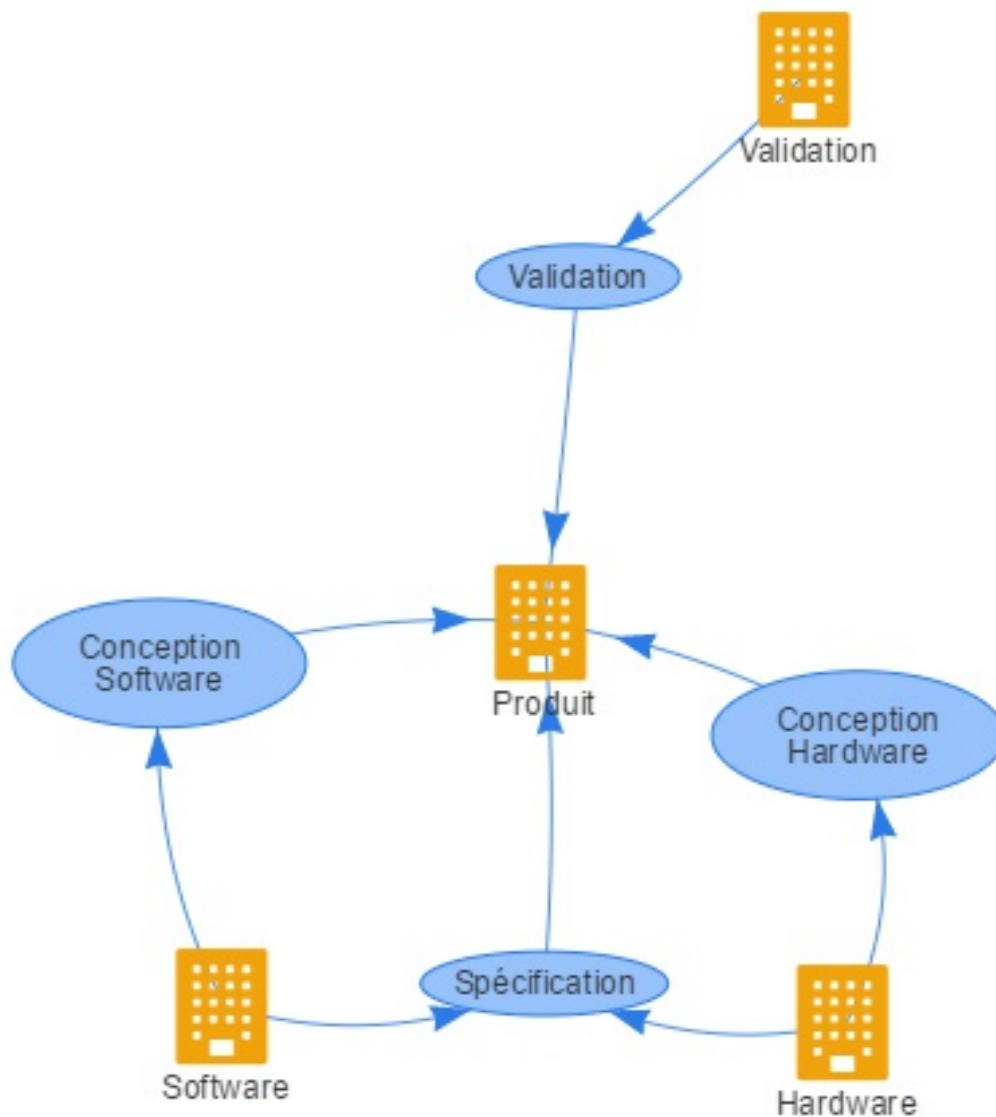 Validation
Validation
Conception
Software
Produit
Conception
Hardware
Spécification
Software
Hardware